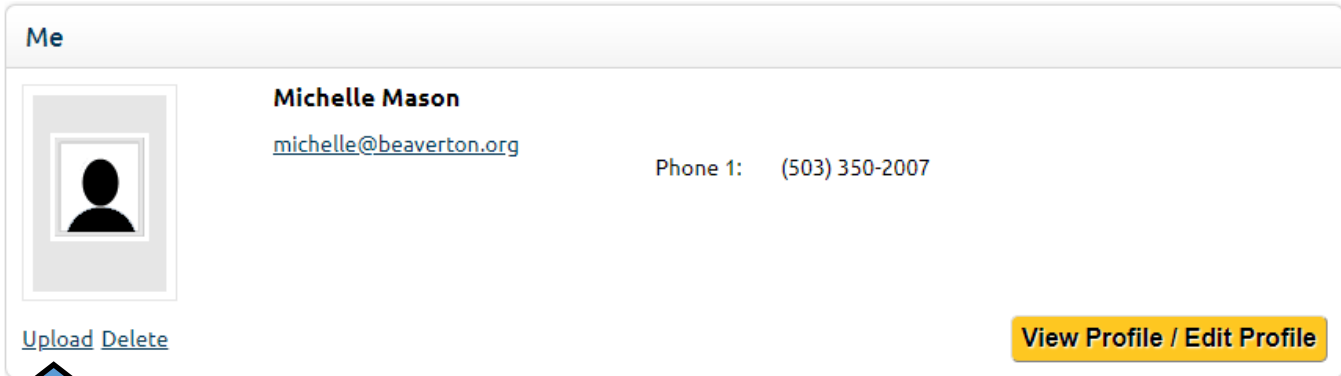 Me
Michelle Mason
michelle@beaverton.org
Phone 1: (503) 350-2007
Upload Delete
View Profile / Edit Profile